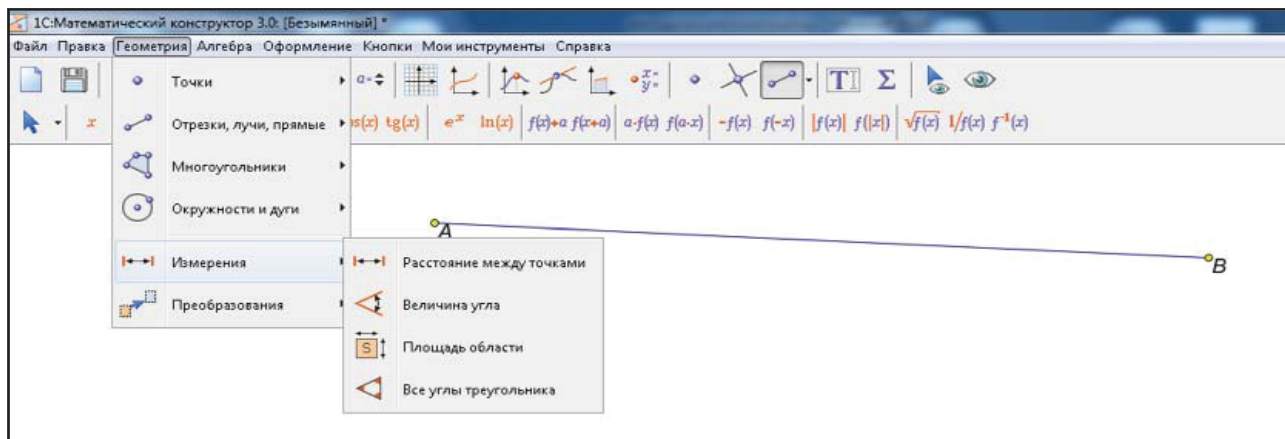 1С:Математический конструктор 3.0: [Безымянный] *
Файл Правка Геометрия Алгебра Оформление Кнопки Мои инструменты Справка
Точки
a= x= y= T Σ
Отрезки, лучи, прямые
x os(x) tg(x) eˣ ln(x) f(x)+a f(x+a) a·f(x) f(a·x) -f(x) f(-x) |f(x)| f(|x|) √f(x) 1/f(x) f⁻¹(x)
Многоугольники
Окружности и дуги
A
B
Измерения
Расстояние между точками
Преобразования
Величина угла
S Площадь области
Все углы треугольника